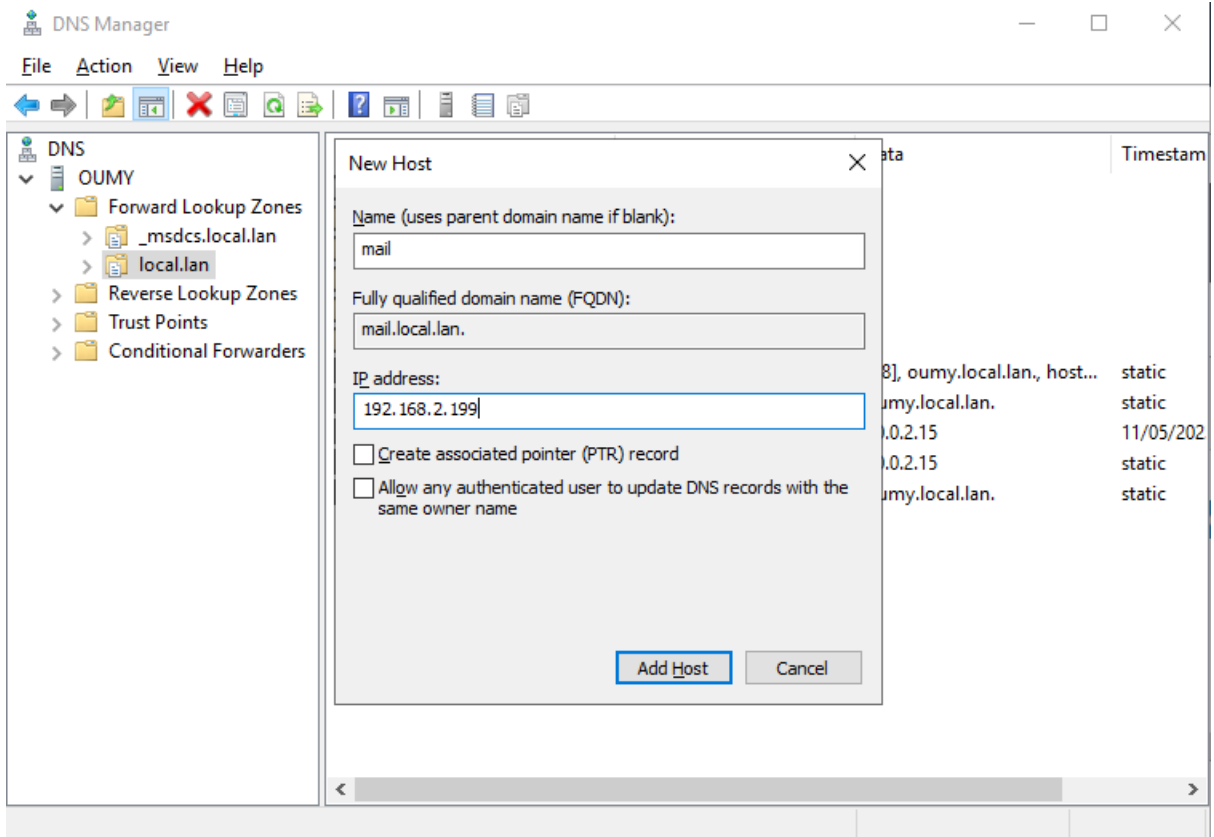 DNS Manager
File Action View Help
DNS
OUMY
Forward Lookup Zones
_msdcs.local.lan
local.lan
Reverse Lookup Zones
Trust Points
Conditional Forwarders
New Host
Name (uses parent domain name if blank):
mail
Fully qualified domain name (FQDN):
mail.local.lan.
IP address:
192.168.2.199
Create associated pointer (PTR) record
Allow any authenticated user to update DNS records with the
same owner name
Add Host Cancel
ata Timestam
8], oumy.local.lan., host... static
umy.local.lan. static
.0.2.15 11/05/202
.0.2.15 static
umy.local.lan. static